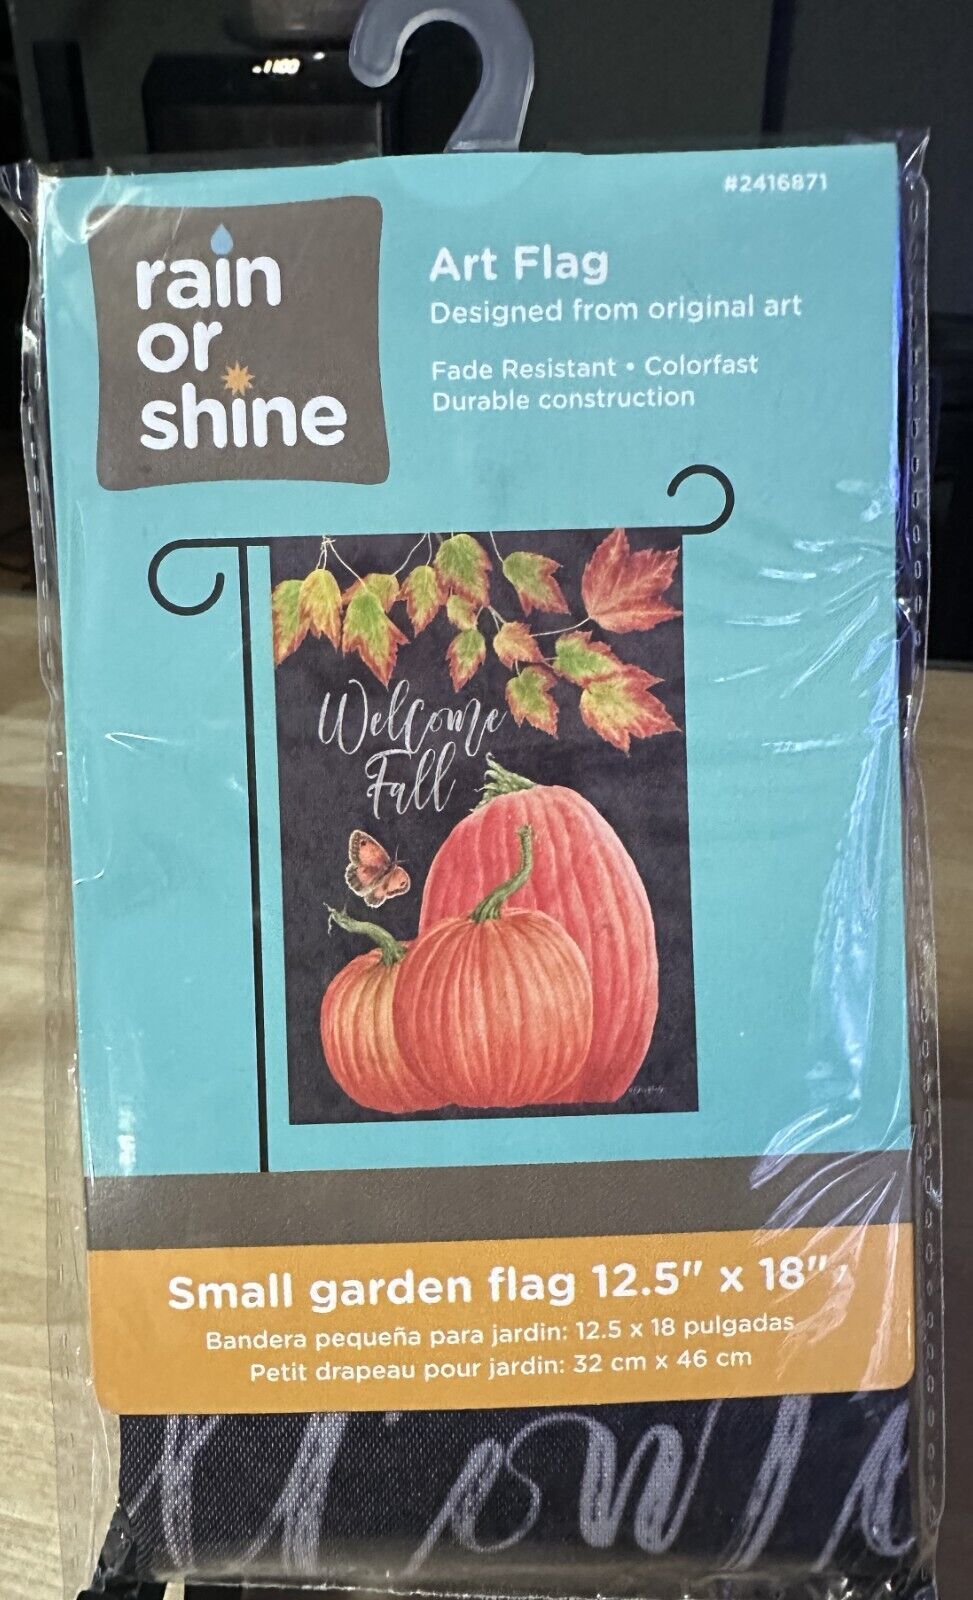 #2416871
rain
or
shine
Art Flag
Designed from original art
Fade Resistant • Colorfast
Durable construction
Welcome
Fall
Small garden flag 12.5" x 18"
Bandera pequeña para jardin: 12.5 x 18 pulgadas
Petit drapeau pour jardin: 32 cm x 46 cm